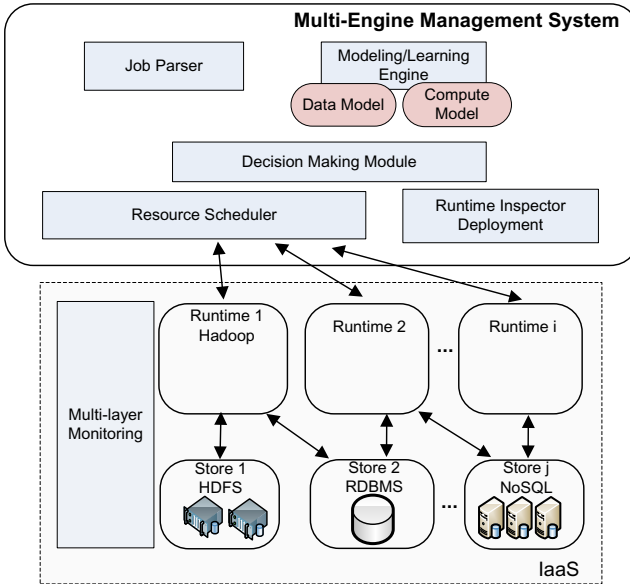 Multi-Engine Management System
Job Parser
Modeling/Learning
Engine
Data Model
Compute
Model
Decision Making Module
Resource Scheduler
Runtime Inspector
Deployment
Runtime 1
Hadoop
Runtime 2
...
Runtime i
Multi-layer
Monitoring
Store 1
HDFS
Store 2
RDBMS
...
Store j
NoSQL
IaaS